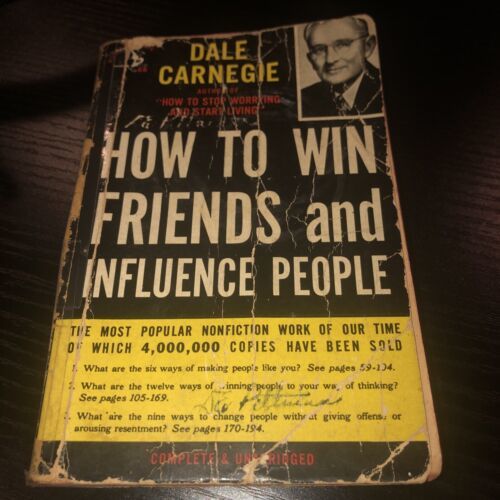 DALE
CARNEGIE
AUTHOR OF
"HOW TO STOP WORRYING
AND START LIVING"
HOW TO WIN
FRIENDS and
INFLUENCE PEOPLE
THE MOST POPULAR NONFICTION WORK OF OUR TIME
OF WHICH 4,000,000 COPIES HAVE BEEN SOLD
1. What are the six ways of making people like you? See pages 59-104.
2. What are the twelve ways of winning people to your way of thinking?
See pages 105-169.
3. What are the nine ways to change people without giving offense or
arousing resentment? See pages 170-194.
COMPLETE & UNABRIDGED